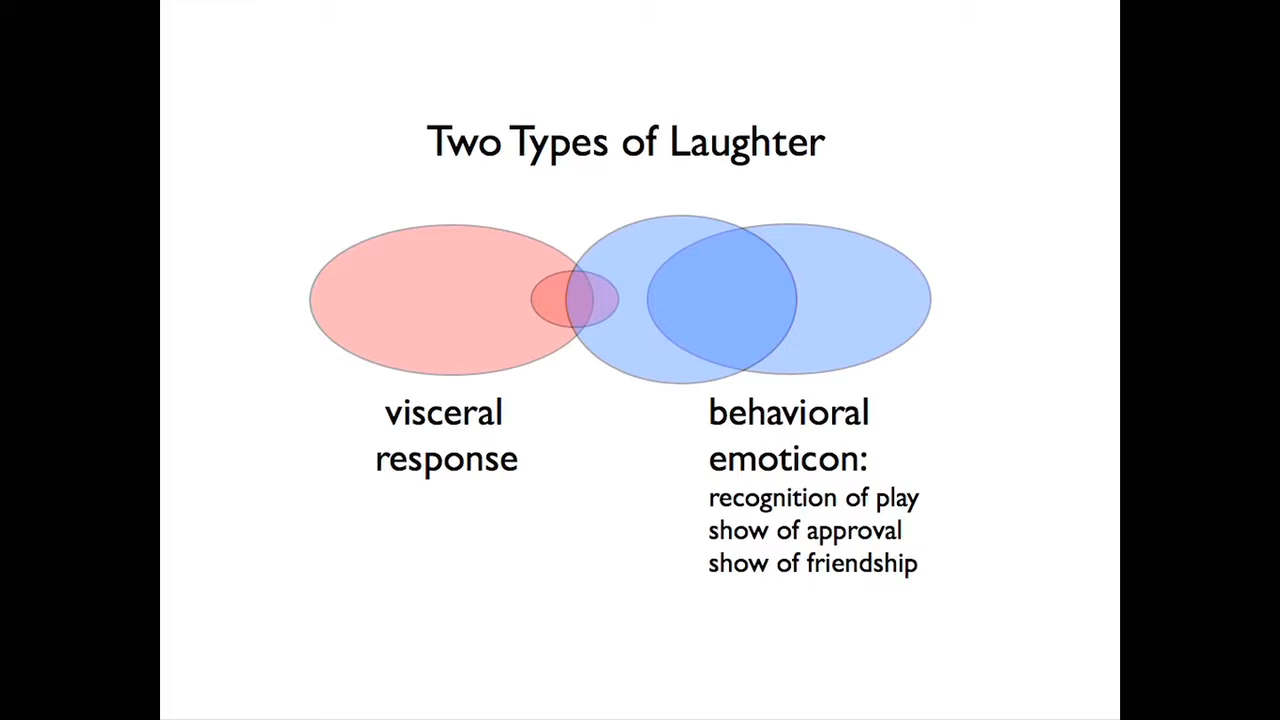 Two Types of Laughter
visceral
response
behavioral
emoticon:
recognition of play
show of approval
show of friendship